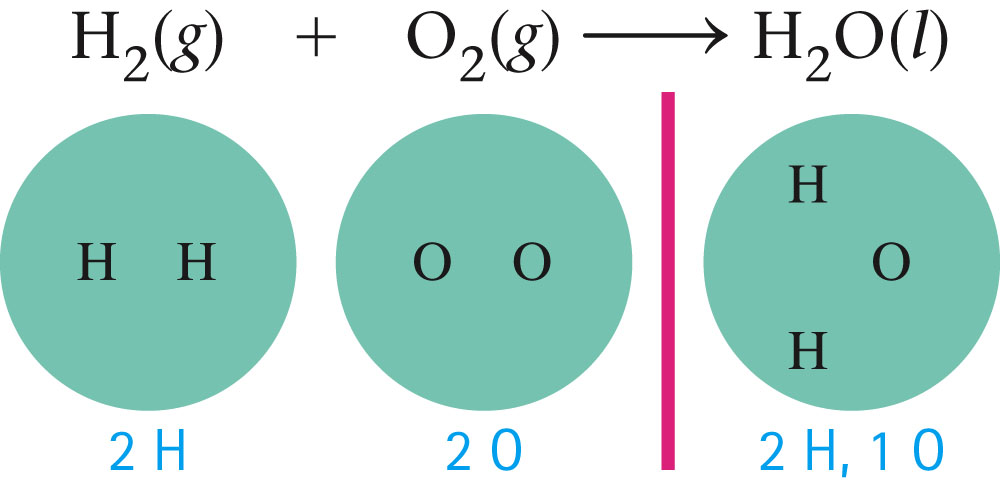 H₂(g) + O₂(g) ⟶ H₂O(l)
H
H H O O O
H
2 H 2 O 2 H, 1 O